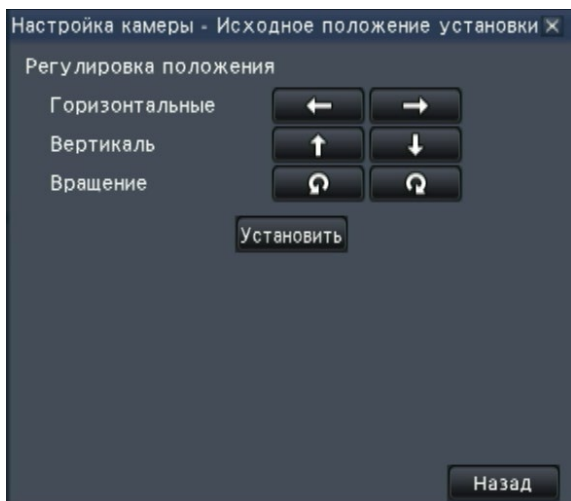 Настройка камеры - Исходное положение установки
Регулировка положения
Горизонтальные
Вертикаль
Вращение
Установить
Назад